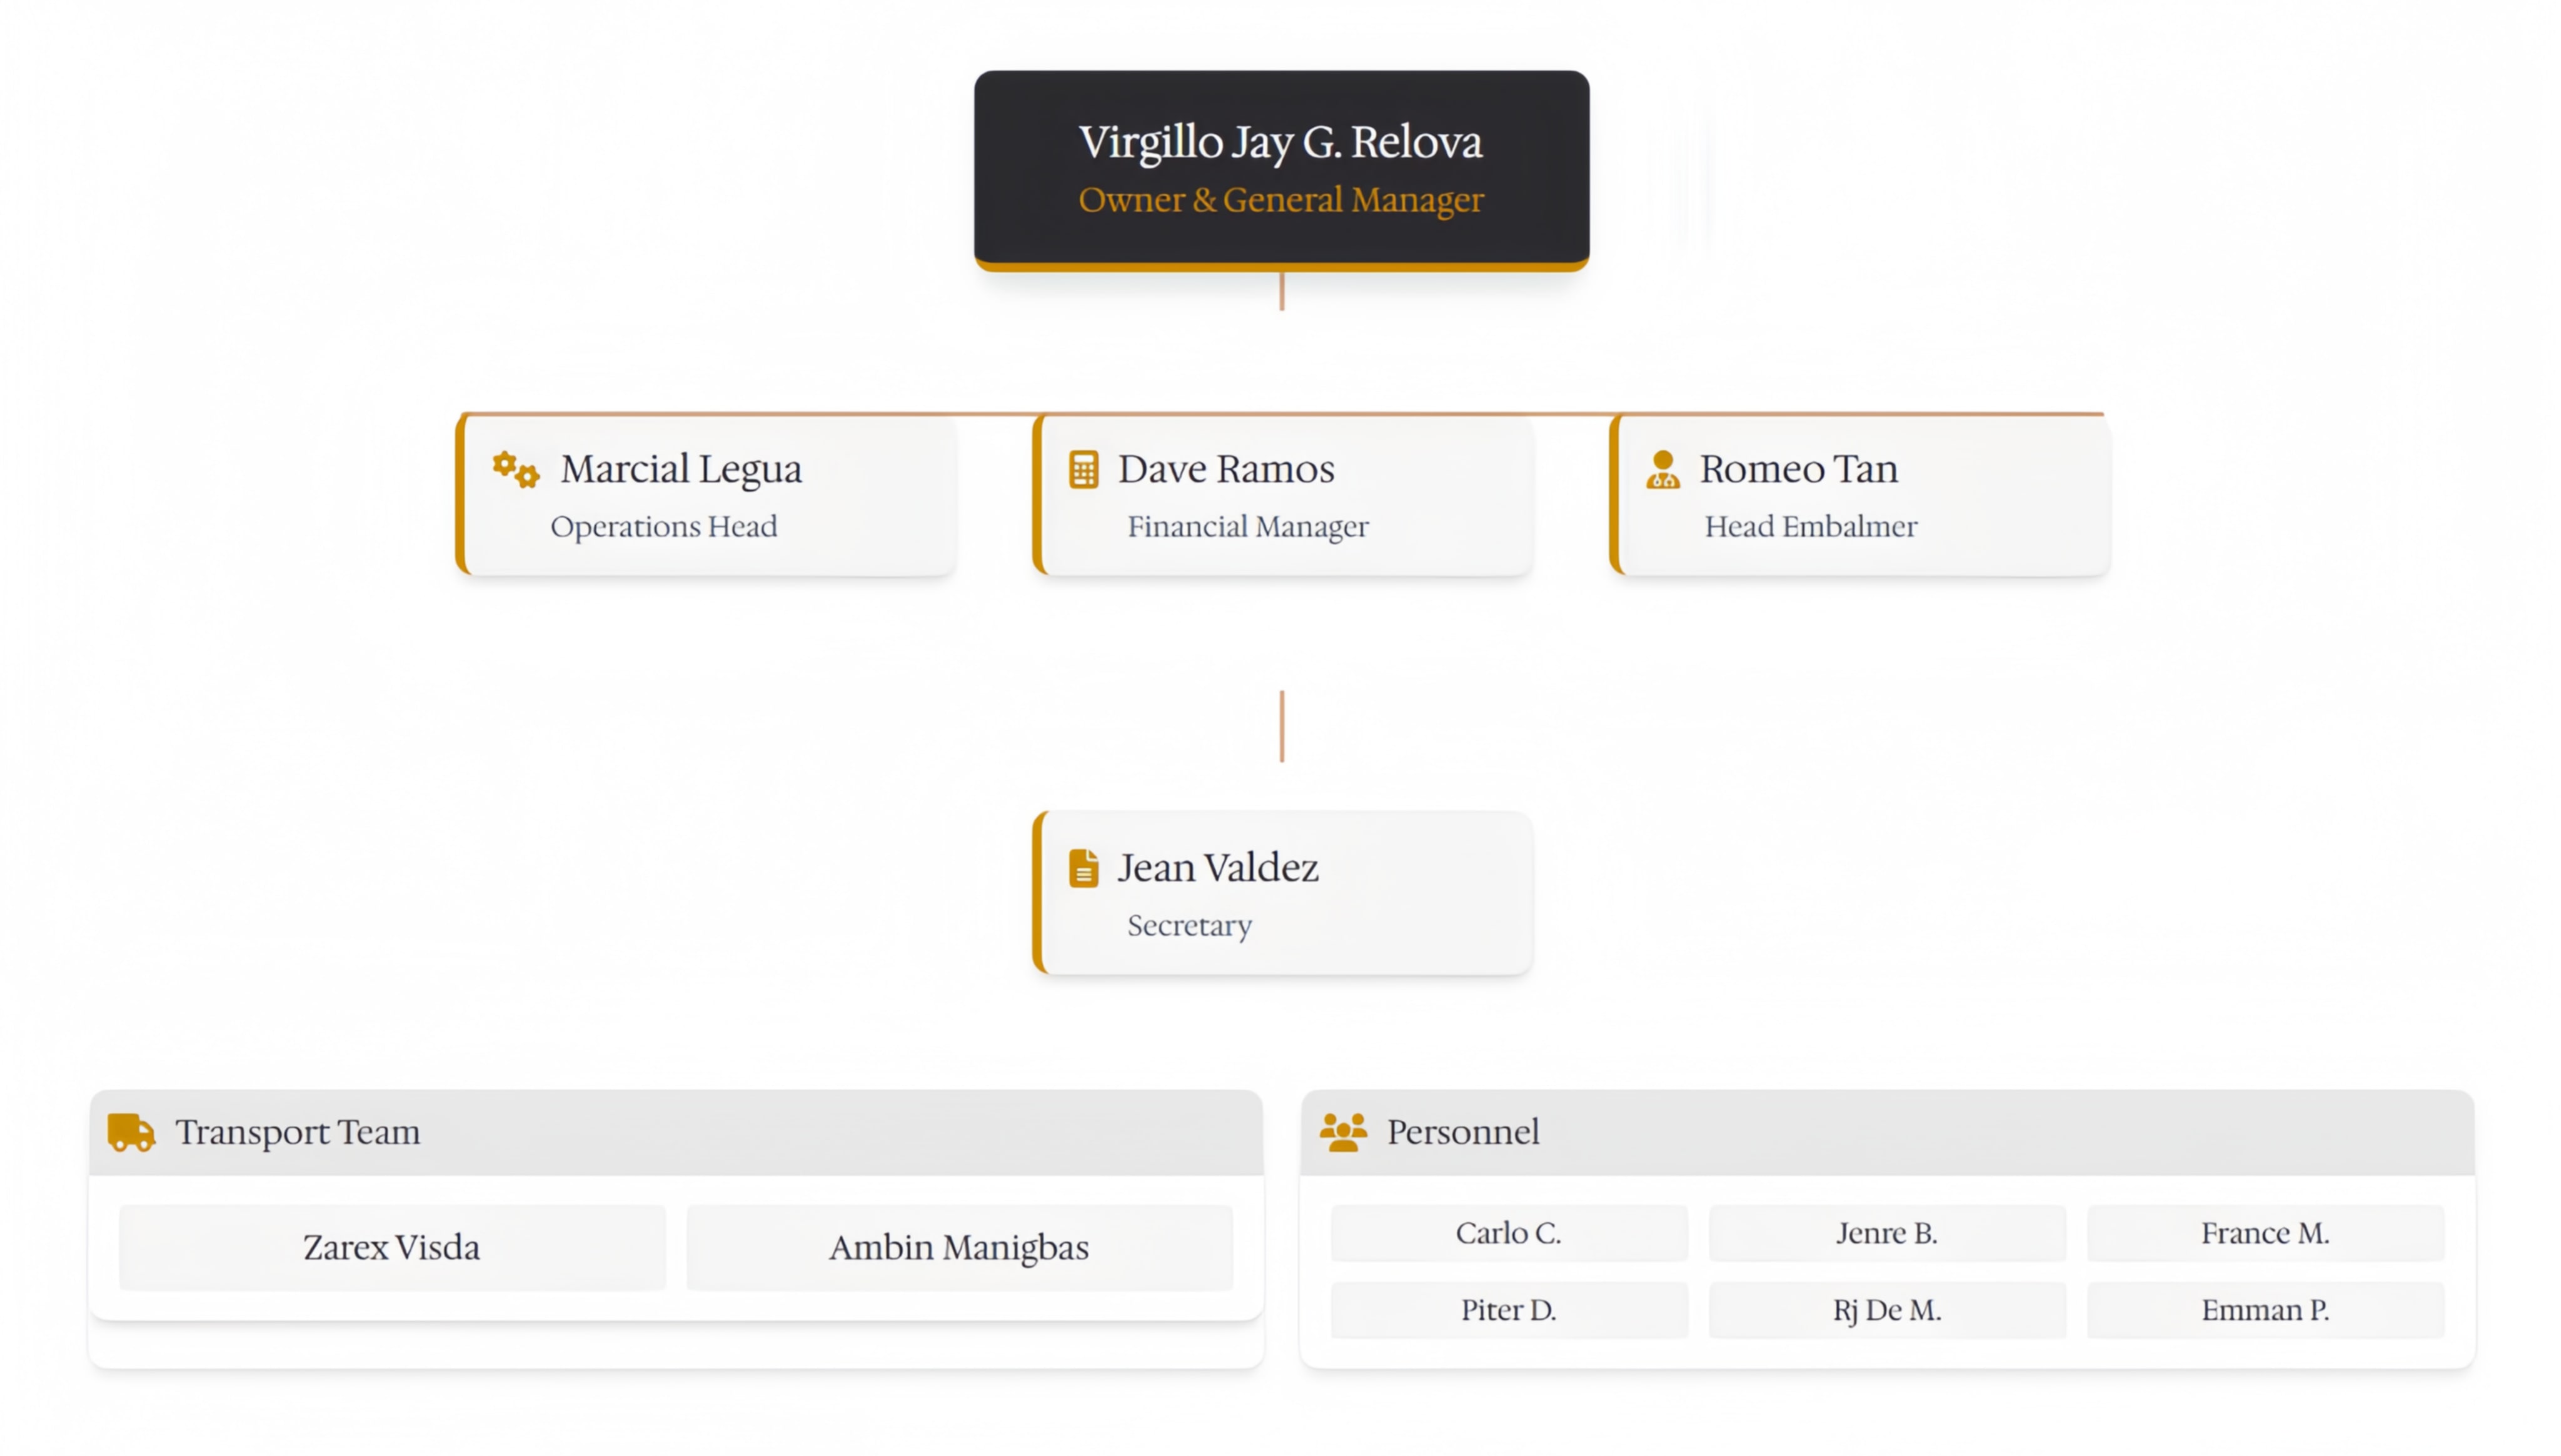 Virgillo Jay G. Relova
Owner & General Manager
Marcial Legua
Operations Head
Dave Ramos
Financial Manager
Romeo Tan
Head Embalmer
Jean Valdez
Secretary
Transport Team
Zarex Visda
Ambin Manigbas
Personnel
Carlo C.
Jenre B.
France M.
Piter D.
Rj De M.
Emman P.